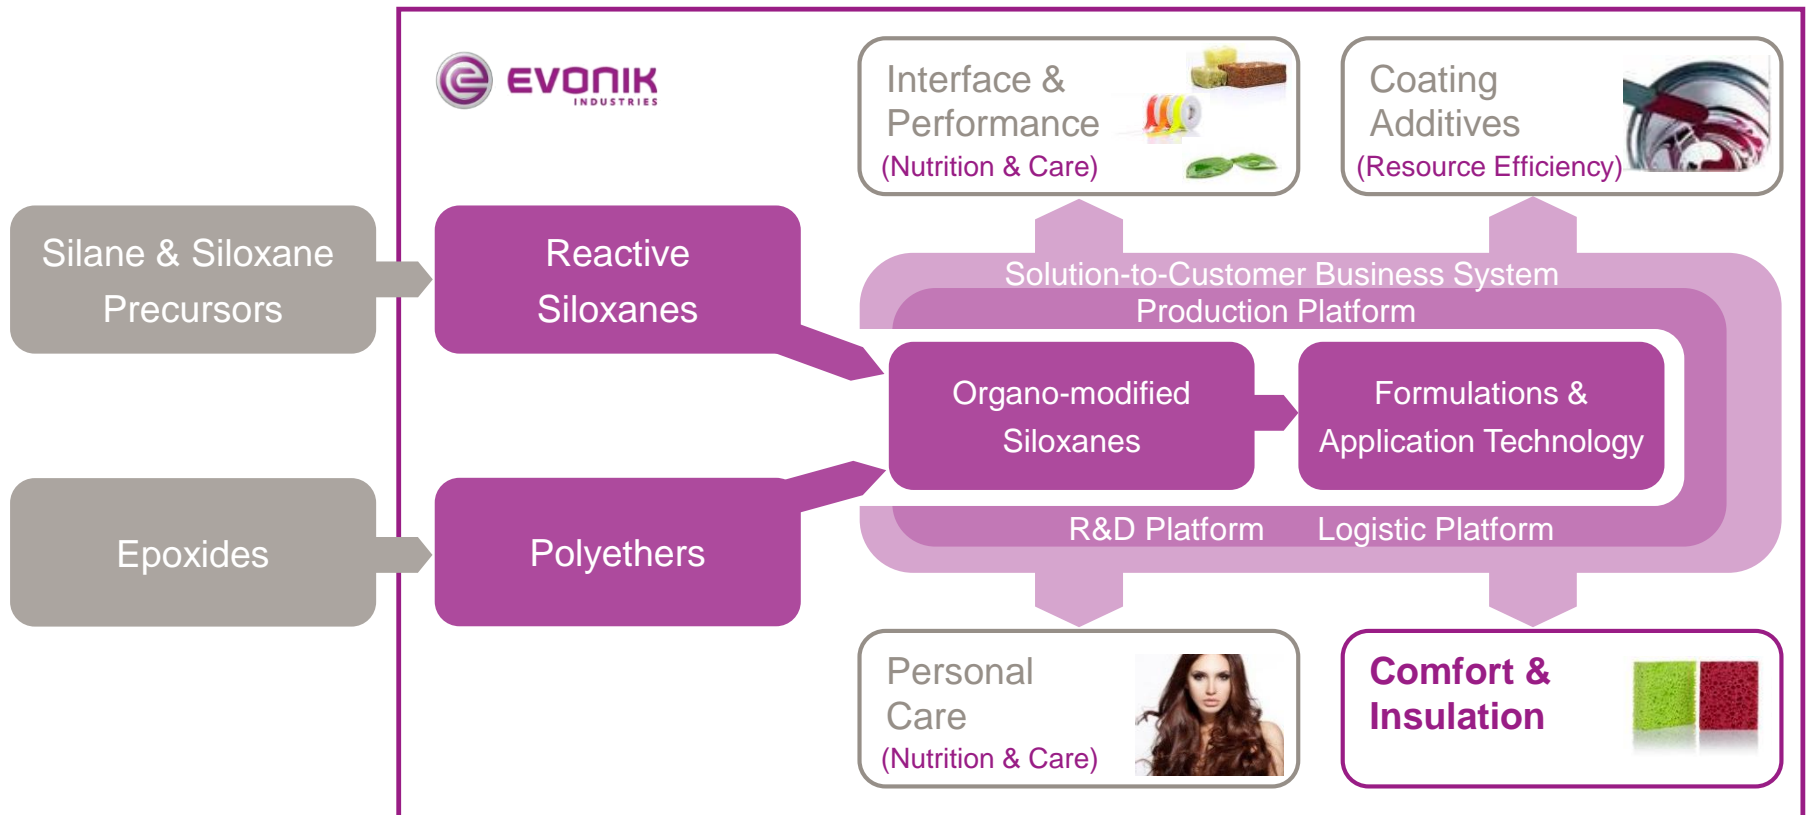 EVONIK
INDUSTRIES
Interface &
Performance
(Nutrition & Care)
Coating
Additives
(Resource Efficiency)
Silane & Siloxane
Precursors
Reactive
Siloxanes
Solution-to-Customer Business System
Production Platform
Organo-modified
Siloxanes
Formulations &
Application Technology
Epoxides
Polyethers
R&D Platform
Logistic Platform
Personal
Care
(Nutrition & Care)
Comfort &
Insulation